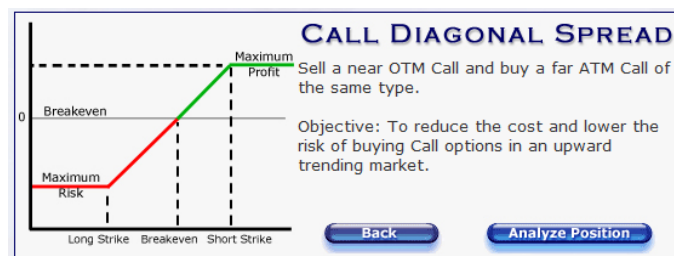 CALL DIAGONAL SPREAD
Sell a near OTM Call and buy a far ATM Call of
the same type.
Objective: To reduce the cost and lower the
risk of buying Call options in an upward
trending market.
Maximum
Profit
Breakeven
0
Maximum
Risk
Long Strike Breakeven Short Strike
Back
Analyze Position